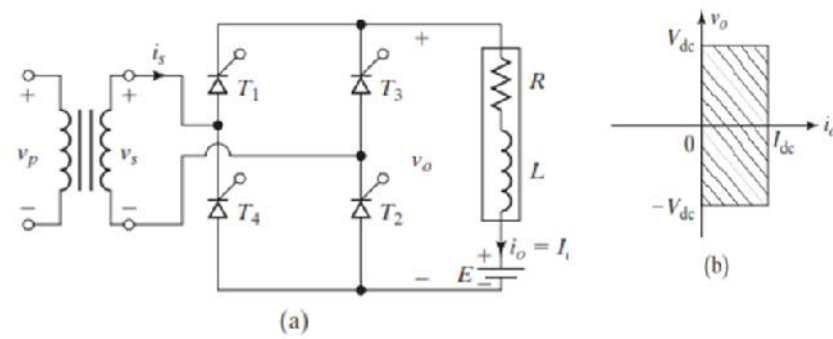 i_s
T_1
T_3
+
R
V_dc
v_o
+
+
v_p
v_s
v_o
L
0
I_dc
−
−
T_4
T_2
−V_dc
+
i_o = I
−
E
−
(a)
(b)